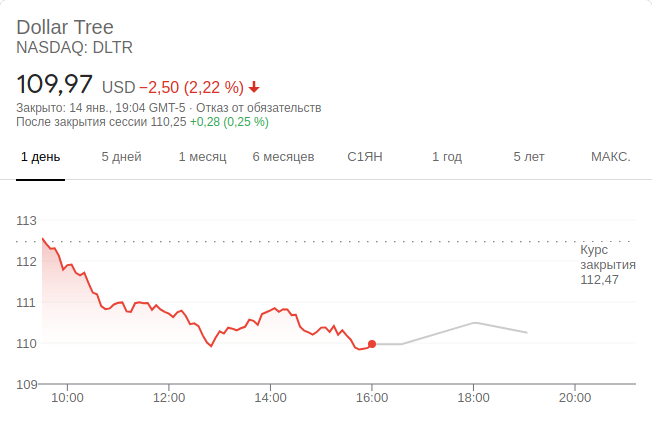 Dollar Tree
NASDAQ: DLTR
109,97 USD −2,50 (2,22 %)
Закрыто: 14 янв., 19:04 GMT-5 · Отказ от обязательств
После закрытия сессии 110,25 +0,28 (0,25 %)
1 день 5 дней 1 месяц 6 месяцев С1ЯН 1 год 5 лет МАКС.
113
Курс
закрытия
112,47
112
111
110
109
10:00 12:00 14:00 16:00 18:00 20:00